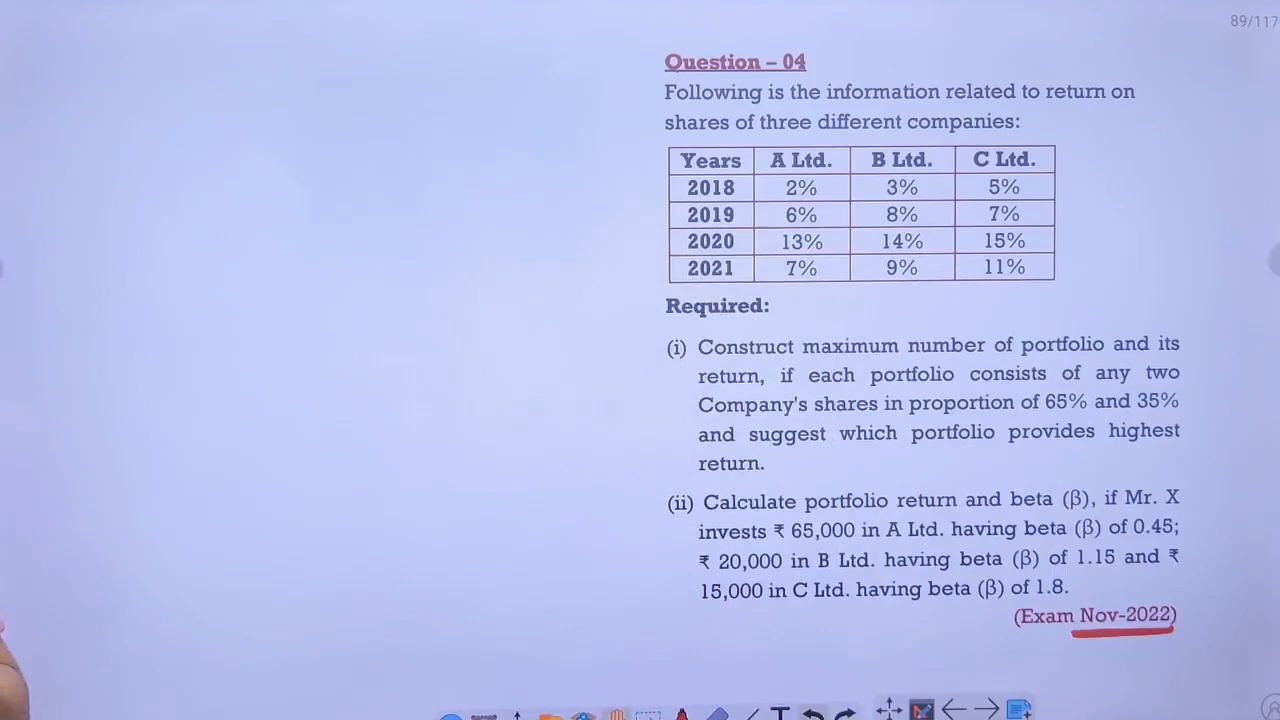 89/117
Question – 04
Following is the information related to return on
shares of three different companies:
Years A Ltd. B Ltd. C Ltd.
2018 2% 3% 5%
2019 6% 8% 7%
2020 13% 14% 15%
2021 7% 9% 11%
Required:
(i) Construct maximum number of portfolio and its
return, if each portfolio consists of any two
Company's shares in proportion of 65% and 35%
and suggest which portfolio provides highest
return.
(ii) Calculate portfolio return and beta (β), if Mr. X
invests ₹ 65,000 in A Ltd. having beta (β) of 0.45;
₹ 20,000 in B Ltd. having beta (β) of 1.15 and ₹
15,000 in C Ltd. having beta (β) of 1.8.
(Exam Nov-2022)